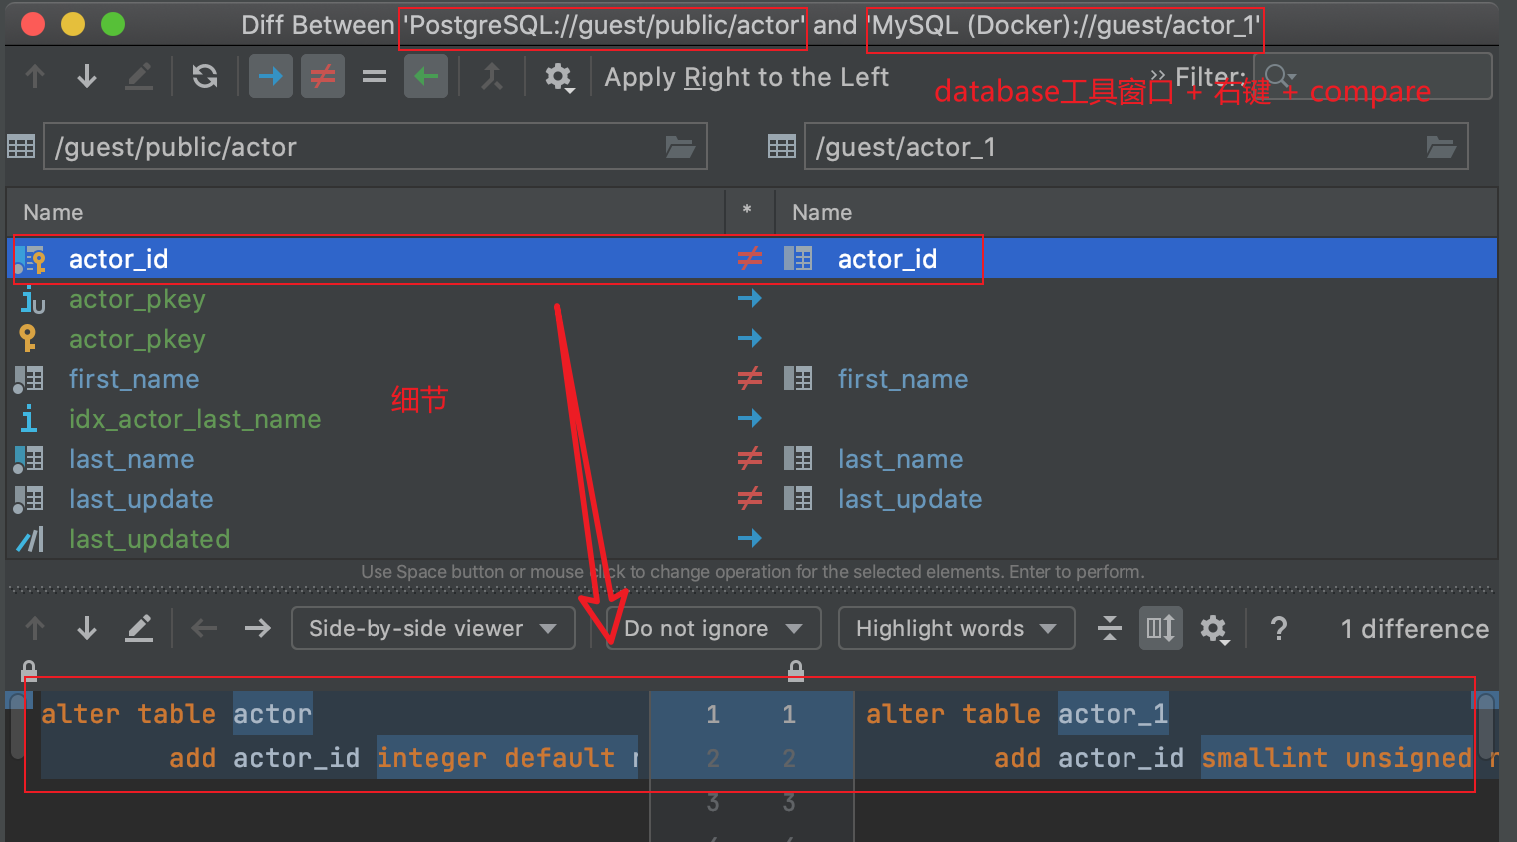 Diff Between 'PostgreSQL://guest/public/actor' and 'MySQL (Docker)://guest/actor_1'
Apply Right to the Left
Filter:
database工具窗口 + 右键 + compare
/guest/public/actor
/guest/actor_1
Name * Name
actor_id ≠ actor_id
actor_pkey
actor_pkey
first_name ≠ first_name
细节
idx_actor_last_name
last_name ≠ last_name
last_update ≠ last_update
last_updated
Use Space button or mouse click to change operation for the selected elements. Enter to perform.
Side-by-side viewer
Do not ignore
Highlight words
? 1 difference
alter table actor 1 1 alter table actor_1
add actor_id integer default 2 2 add actor_id smallint unsigned
3 3